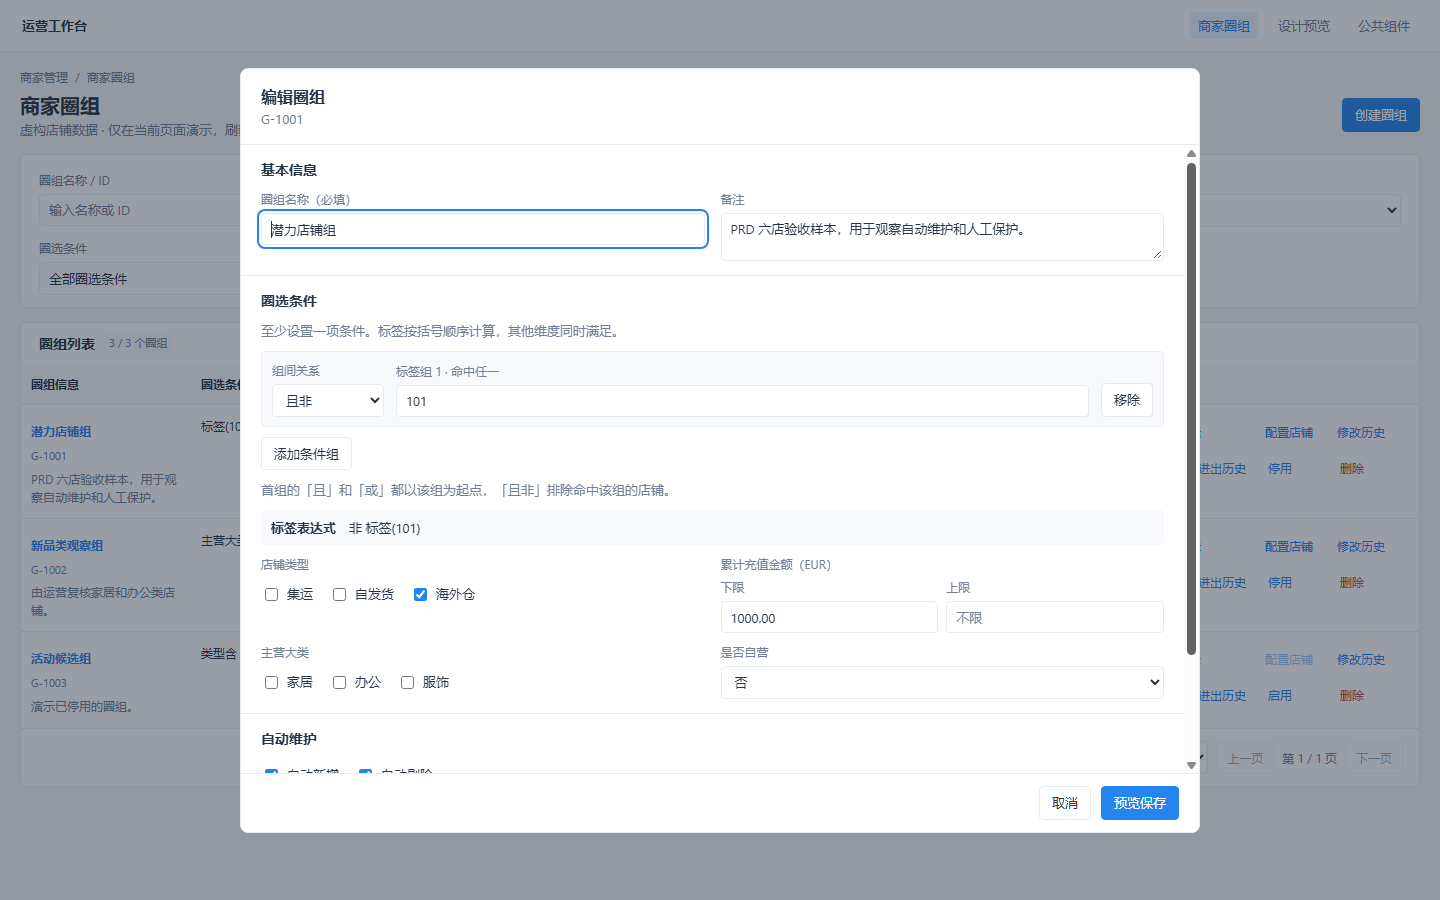 运营工作台
商家圈组 设计预览 公共组件
商家管理 / 商家圈组
商家圈组
虚构店铺数据 · 仅在当前页面演示，刷
创建圈组
圈组名称 / ID
输入名称或 ID
圈选条件
全部圈选条件
圈组列表 3 / 3 个圈组
圈组信息
潜力店铺组
G-1001
PRD 六店验收样本，用于观
察自动维护和人工保护。
标签(10
配置店铺 修改历史
进出历史 停用 删除
新品类观察组
G-1002
由运营复核家居和办公类店
铺。
主营大
配置店铺 修改历史
进出历史 停用 删除
活动候选组
G-1003
演示已停用的圈组。
类型含
配置店铺 修改历史
进出历史 启用 删除
上一页 第 1 / 1 页 下一页
编辑圈组
G-1001
基本信息
圈组名称（必填）
潜力店铺组
备注
PRD 六店验收样本，用于观察自动维护和人工保护。
圈选条件
至少设置一项条件。标签按括号顺序计算，其他维度同时满足。
组间关系
且非
标签组 1 · 命中任一
101
移除
添加条件组
首组的「且」和「或」都以该组为起点，「且非」排除命中该组的店铺。
标签表达式 非 标签(101)
店铺类型
集运 自发货 海外仓
累计充值金额（EUR）
下限 上限
1000.00 不限
主营大类
家居 办公 服饰
是否自营
否
自动维护
取消 预览保存